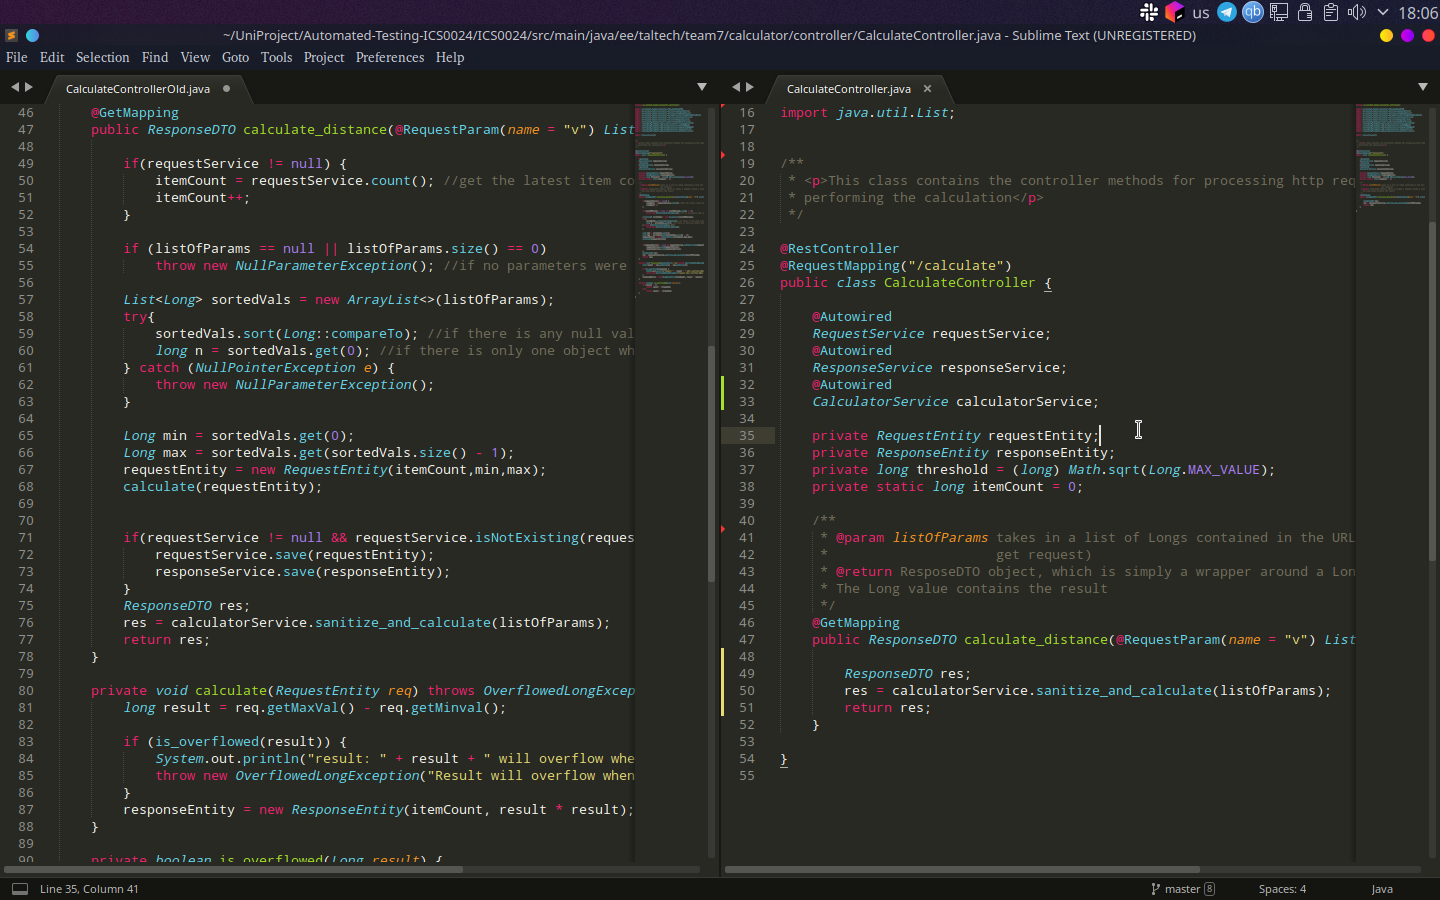 us
18:06
~/UniProject/Automated-Testing-ICS0024/ICS0024/src/main/java/ee/taltech/team7/calculator/controller/CalculateController.java - Sublime Text (UNREGISTERED)
File Edit Selection Find View Goto Tools Project Preferences Help
CalculateControllerOld.java
46 @GetMapping
47 public ResponseDTO calculate_distance(@RequestParam(name = "v") List
48
49 if(requestService != null) {
50 itemCount = requestService.count(); //get the latest item co
51 itemCount++;
52 }
53
54 if (listOfParams == null || listOfParams.size() == 0)
55 throw new NullParameterException(); //if no parameters were
56
57 List<Long> sortedVals = new ArrayList<>(listOfParams);
58 try{
59 sortedVals.sort(Long::compareTo); //if there is any null val
60 long n = sortedVals.get(0); //if there is only one object wh
61 } catch (NullPointerException e) {
62 throw new NullParameterException();
63 }
64
65 Long min = sortedVals.get(0);
66 Long max = sortedVals.get(sortedVals.size() - 1);
67 requestEntity = new RequestEntity(itemCount,min,max);
68 calculate(requestEntity);
69
70
71 if(requestService != null && requestService.isNotExisting(reques
72 requestService.save(requestEntity);
73 responseService.save(responseEntity);
74 }
75 ResponseDTO res;
76 res = calculatorService.sanitize_and_calculate(listOfParams);
77 return res;
78 }
79
80 private void calculate(RequestEntity req) throws OverflowedLongExcep
81 long result = req.getMaxVal() - req.getMinval();
82
83 if (is_overflowed(result)) {
84 System.out.println("result: " + result + " will overflow whe
85 throw new OverflowedLongException("Result will overflow when
86 }
87 responseEntity = new ResponseEntity(itemCount, result * result);
88 }
89
90 private boolean is_overflowed(Long result) {
CalculateController.java
16 import java.util.List;
17
18
19 /**
20 * <p>This class contains the controller methods for processing http req
21 * performing the calculation</p>
22 */
23
24 @RestController
25 @RequestMapping("/calculate")
26 public class CalculateController {
27
28 @Autowired
29 RequestService requestService;
30 @Autowired
31 ResponseService responseService;
32 @Autowired
33 CalculatorService calculatorService;
34
35 private RequestEntity requestEntity;
36 private ResponseEntity responseEntity;
37 private long threshold = (long) Math.sqrt(Long.MAX_VALUE);
38 private static long itemCount = 0;
39
40 /**
41 * @param listOfParams takes in a list of Longs contained in the URL
42 * get request)
43 * @return ResposeDTO object, which is simply a wrapper around a Lon
44 * The Long value contains the result
45 */
46 @GetMapping
47 public ResponseDTO calculate_distance(@RequestParam(name = "v") List
48
49 ResponseDTO res;
50 res = calculatorService.sanitize_and_calculate(listOfParams);
51 return res;
52 }
53
54 }
55
Line 35, Column 41
master 8
Spaces: 4
Java